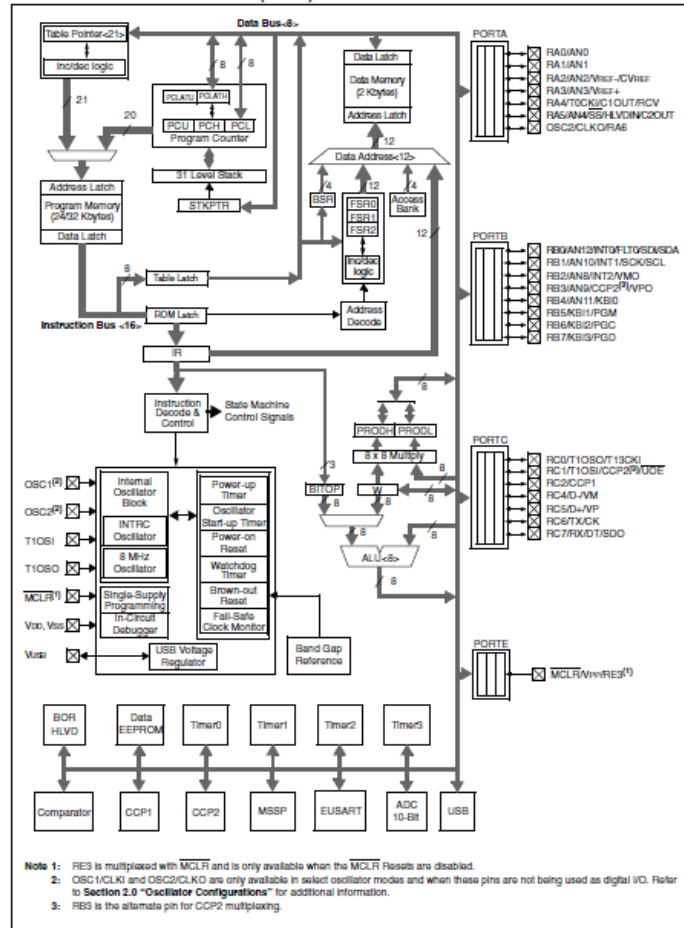 Data Bus<8>
Table Pointer<21>
inc/dec logic
21
20
PCLATU
PCLATH
8
8
PCU
PCH
PCL
Program Counter
31 Level Stack
STKPTR
Data Latch
Data Memory
(2 Kbytes)
Address Latch
12
Data Address<12>
4
12
4
BSR
FSR0
FSR1
FSR2
Access
Bank
12
inc/dec
logic
Address
Decode
Address Latch
Program Memory
(24/32 Kbytes)
Data Latch
8
Table Latch
Instruction Bus <16>
ROM Latch
IR
Instruction
Decode &
Control
State Machine
Control Signals
8
PRODH
PRODL
8 x 8 Multiply
3
8
BITOP
W
8
8
8
8
8
ALU<8>
8
OSC1(2)
OSC2(2)
T1OSI
T1OSO
MCLR(1)
VDD, VSS
VUSB
Internal
Oscillator
Block
INTRC
Oscillator
8 MHz
Oscillator
Single-Supply
Programming
In-Circuit
Debugger
USB Voltage
Regulator
Power-up
Timer
Oscillator
Start-up Timer
Power-on
Reset
Watchdog
Timer
Brown-out
Reset
Fail-Safe
Clock Monitor
Band Gap
Reference
PORTA
RA0/AN0
RA1/AN1
RA2/AN2/VREF-/CVREF
RA3/AN3/VREF+
RA4/T0CKI/C1OUT/RCV
RA5/AN4/SS/HLVDIN/C2OUT
OSC2/CLKO/RA6
PORTB
RB0/AN12/INT0/FLT0/SDI/SDA
RB1/AN10/INT1/SCK/SCL
RB2/AN8/INT2/VMO
RB3/AN9/CCP2(3)/VPO
RB4/AN11/KBI0
RB5/KBI1/PGM
RB6/KBI2/PGC
RB7/KBI3/PGD
PORTC
RC0/T1OSO/T13CKI
RC1/T1OSI/CCP2(3)/UOE
RC2/CCP1
RC4/D-/VM
RC5/D+/VP
RC6/TX/CK
RC7/RX/DT/SDO
PORTE
MCLR/VPP/RE3(1)
BOR
HLVD
Data
EEPROM
Timer0
Timer1
Timer2
Timer3
Comparator
CCP1
CCP2
MSSP
EUSART
ADC
10-Bit
USB
Note 1: RE3 is multiplexed with MCLR and is only available when the MCLR Resets are disabled.
2: OSC1/CLKI and OSC2/CLKO are only available in select oscillator modes and when these pins are not being used as digital I/O. Refer
to Section 2.0 “Oscillator Configurations” for additional information.
3: RB3 is the alternate pin for CCP2 multiplexing.